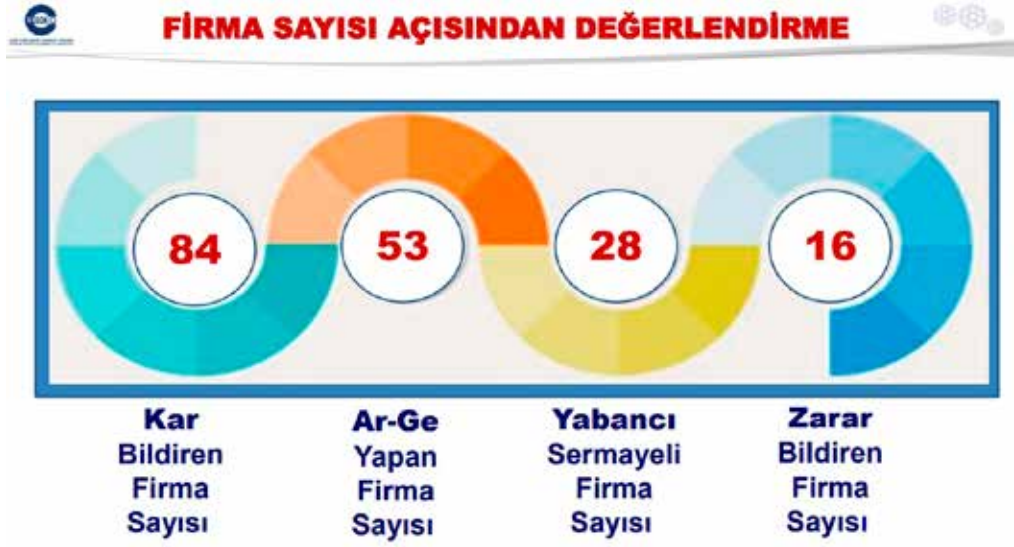 FİRMA SAYISI AÇISINDAN DEĞERLENDİRME
84
53
28
16
Kar
Bildiren
Firma
Sayısı
Ar-Ge
Yapan
Firma
Sayısı
Yabancı
Sermayeli
Firma
Sayısı
Zarar
Bildiren
Firma
Sayısı